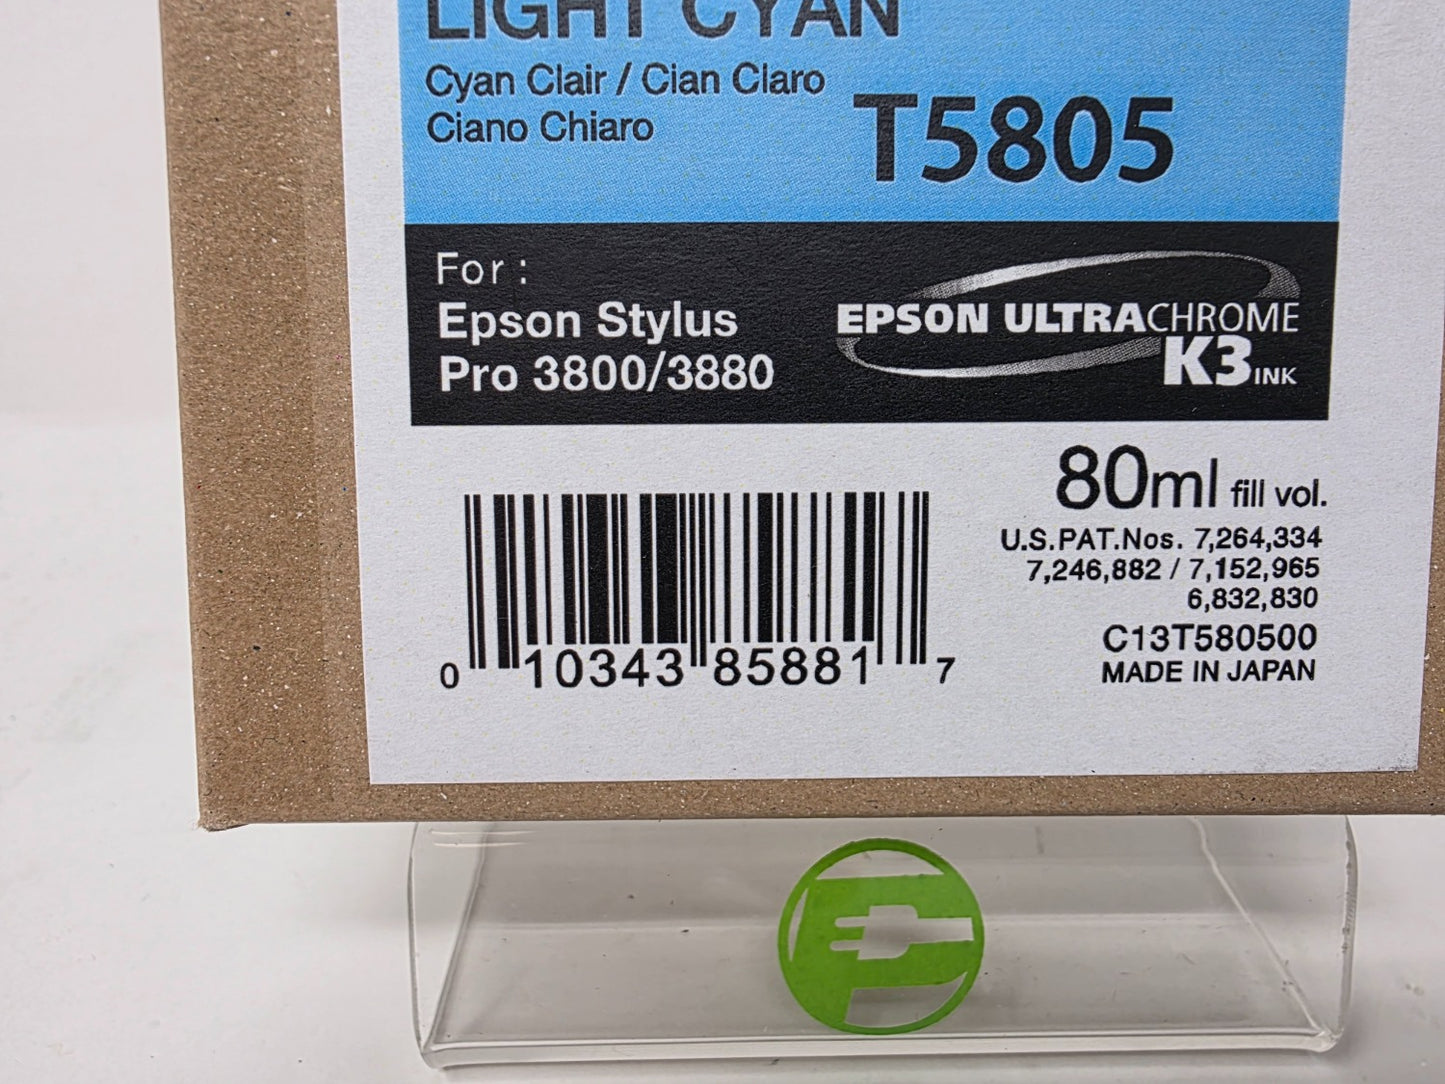 LIGHT CYAN
Cyan Clair / Cian Claro
Ciano Chiaro
T5805
For :
Epson Stylus
Pro 3800/3880
EPSON ULTRACHROME
K3 INK
80ml fill vol.
U.S.PAT.Nos. 7,264,334
7,246,882 / 7,152,965
6,832,830
C13T580500
MADE IN JAPAN
0 10343 85881 7